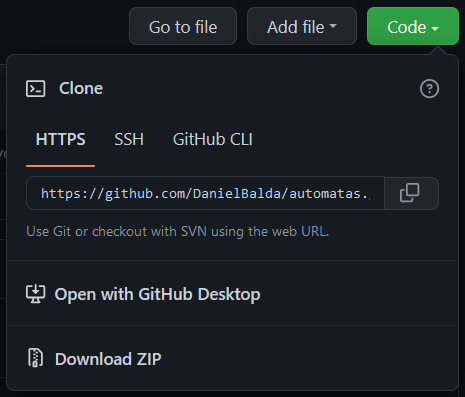 Go to file Add file Code
Clone
HTTPS SSH GitHub CLI
https://github.com/DanielBalda/automatas.
Use Git or checkout with SVN using the web URL.
Open with GitHub Desktop
Download ZIP